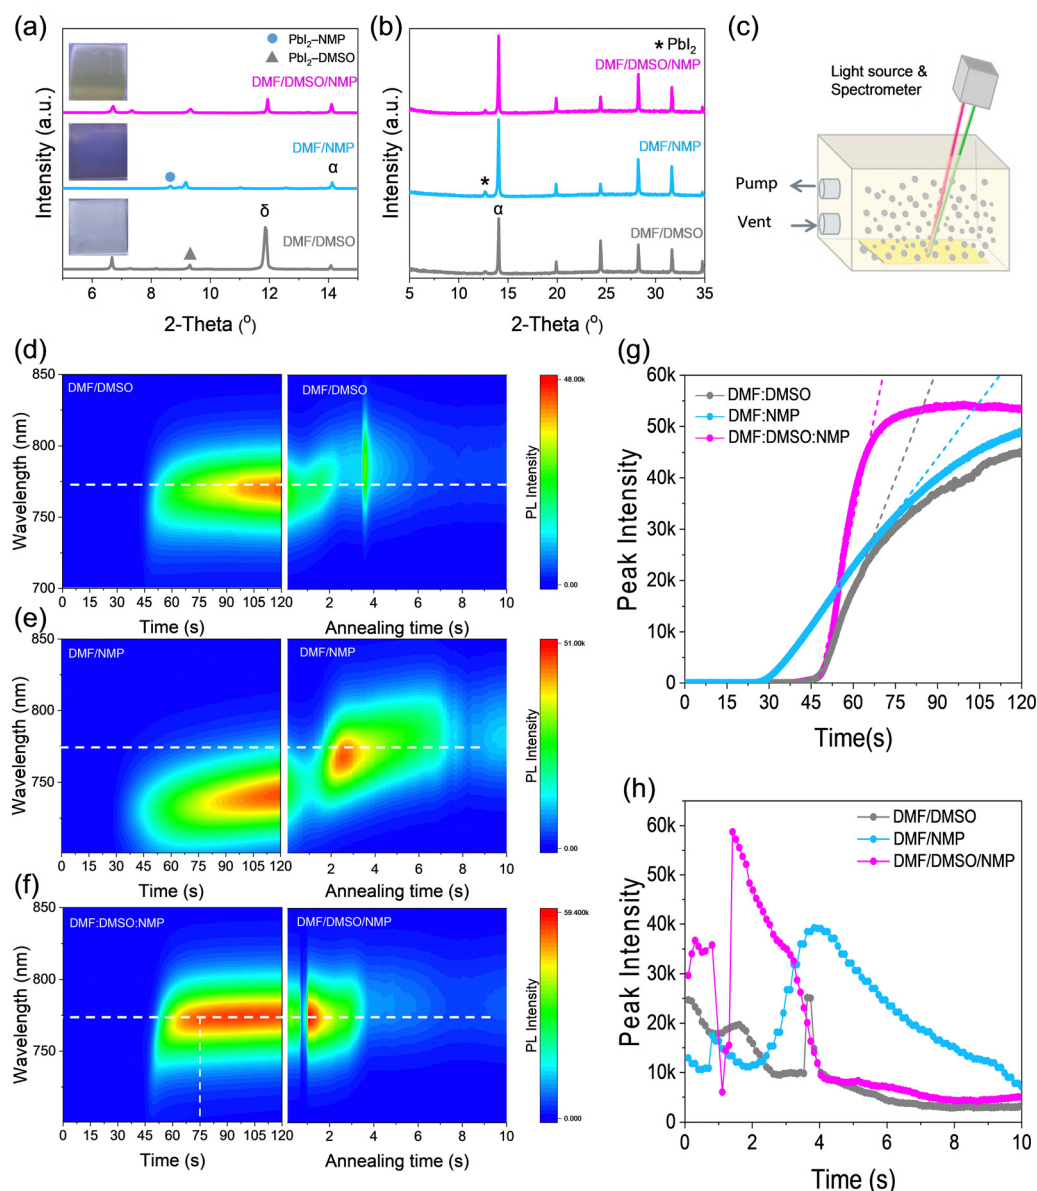 (a)
PbI2–NMP
PbI2–DMSO
DMF/DMSO/NMP
DMF/NMP
α
δ
DMF/DMSO
Intensity (a.u.)
5 10 15
2-Theta (o)
(b)
* PbI2
DMF/DMSO/NMP
DMF/NMP
*
α
DMF/DMSO
Intensity (a.u.)
5 10 15 20 25 30 35
2-Theta (o)
(c)
Light source &
Spectrometer
Pump
Vent
(d)
850
800
750
700
Wavelength (nm)
DMF/DMSO
DMF/DMSO
0 15 30 45 60 75 90 105 120
Time (s)
2 4 6 8 10
Annealing time (s)
48.00k
0.00
PL Intensity
(e)
850
800
750
Wavelength (nm)
DMF/NMP
DMF/NMP
0 15 30 45 60 75 90 105 120
Time (s)
2 4 6 8 10
Annealing time (s)
51.00k
0.00
PL Intensity
(f)
850
800
750
Wavelength (nm)
DMF:DMSO:NMP
DMF/DMSO/NMP
0 15 30 45 60 75 90 105 120
Time (s)
2 4 6 8 10
Annealing time (s)
59.400k
0.000
PL Intensity
(g)
60k
50k
40k
30k
20k
10k
0
Peak Intensity
DMF:DMSO
DMF:NMP
DMF:DMSO:NMP
0 15 30 45 60 75 90 105 120
Time(s)
(h)
60k
50k
40k
30k
20k
10k
0
Peak Intensity
DMF/DMSO
DMF/NMP
DMF/DMSO/NMP
0 2 4 6 8 10
Time (s)